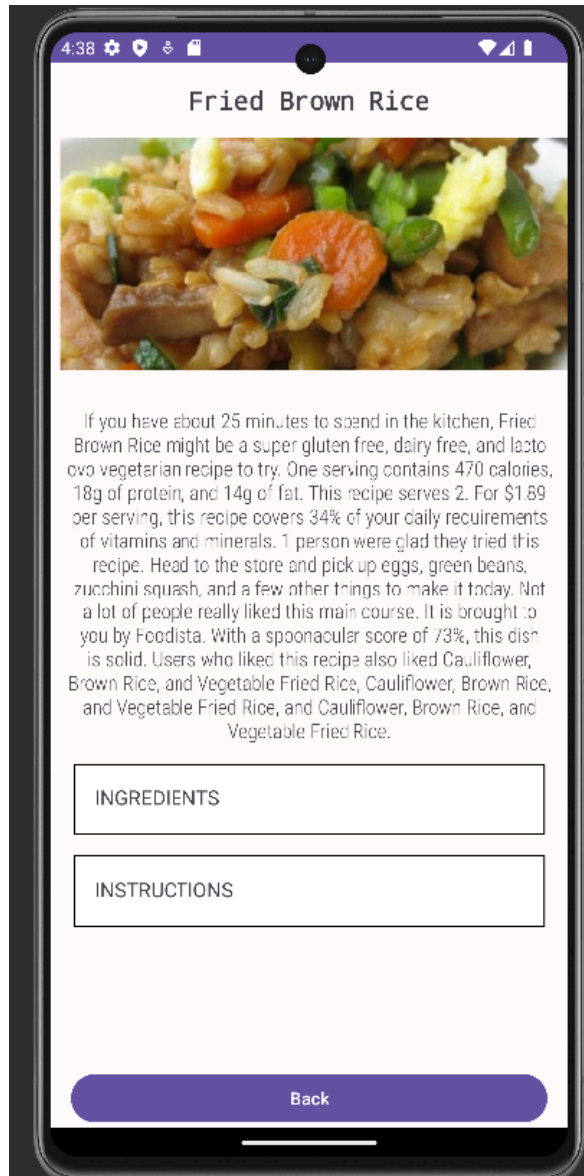 4:38
Fried Brown Rice
If you have about 25 minutes to spend in the kitchen, Fried
Brown Rice might be a super gluten free, dairy free, and lacto
ovo vegetarian recipe to try. One serving contains 470 calories,
18g of protein, and 14g of fat. This recipe serves 2. For $1.89
per serving, this recipe covers 34% of your daily requirements
of vitamins and minerals. 1 person were glad they tried this
recipe. Head to the store and pick up eggs, green beans,
zucchini squash, and a few other things to make it today. Not
a lot of people really liked this main course. It is brought to
you by Foodista. With a spoonacular score of 73%, this dish
is solid. Users who liked this recipe also liked Cauliflower,
Brown Rice, and Vegetable Fried Rice, Cauliflower, Brown Rice,
and Vegetable Fried Rice, and Cauliflower, Brown Rice, and
Vegetable Fried Rice.
INGREDIENTS
INSTRUCTIONS
Back